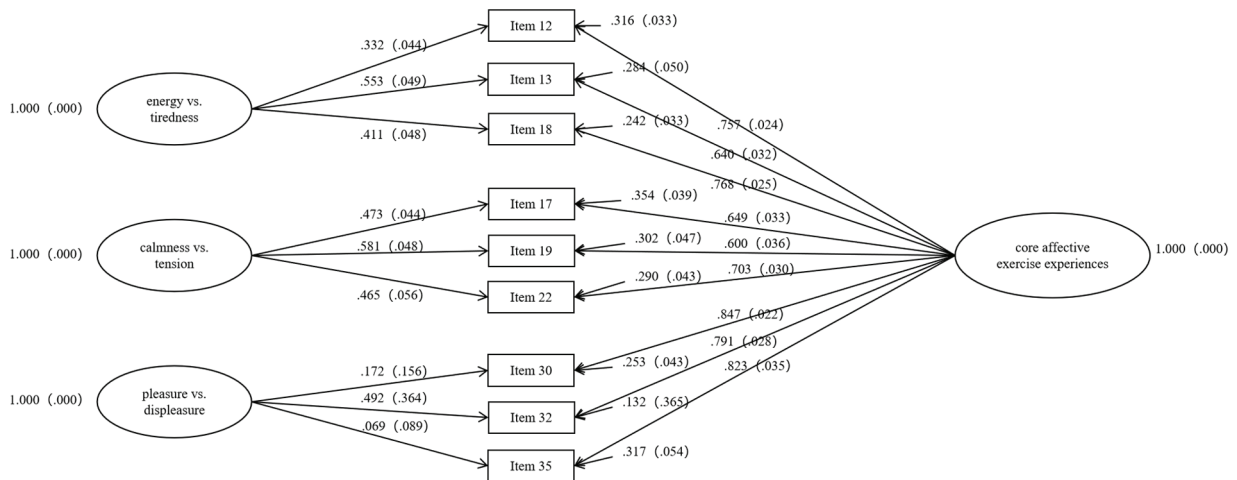 Item 12
.316 (.033)
.332 (.044)
Item 13
.284 (.050)
.553 (.049)
energy vs.
tiredness
1.000 (.000)
Item 18
.242 (.033)
.411 (.048)
.757 (.024)
.640 (.032)
.768 (.025)
Item 17
.354 (.039)
.473 (.044)
.649 (.033)
calmness vs.
tension
1.000 (.000)
.581 (.048)
Item 19
.302 (.047)
.600 (.036)
core affective
exercise experiences
1.000 (.000)
.465 (.056)
Item 22
.290 (.043)
.703 (.030)
.847 (.022)
.791 (.028)
.823 (.035)
.172 (.156)
Item 30
.253 (.043)
pleasure vs.
displeasure
1.000 (.000)
.492 (.364)
Item 32
.132 (.365)
.069 (.089)
Item 35
.317 (.054)